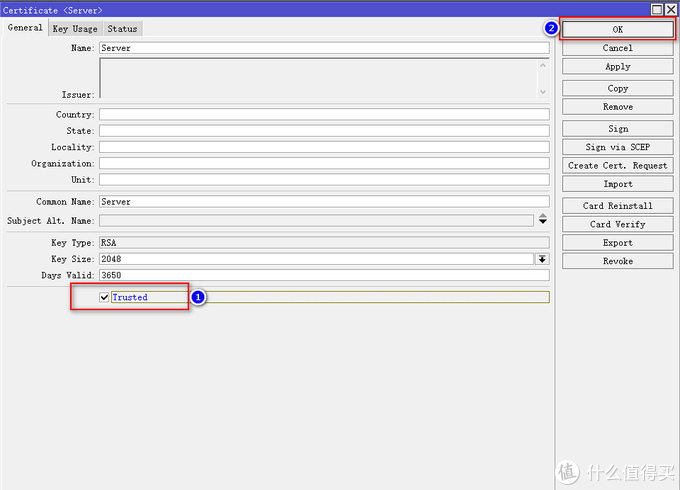 Certificate <Server>
General Key Usage Status
Name: Server
Issuer:
Country:
State:
Locality:
Organization:
Unit:
Common Name: Server
Subject Alt. Name:
Key Type: RSA
Key Size: 2048
Days Valid: 3650
Trusted 1
2 OK
Cancel
Apply
Copy
Remove
Sign
Sign via SCEP
Create Cert. Request
Import
Card Reinstall
Card Verify
Export
Revoke
值 什么值得买